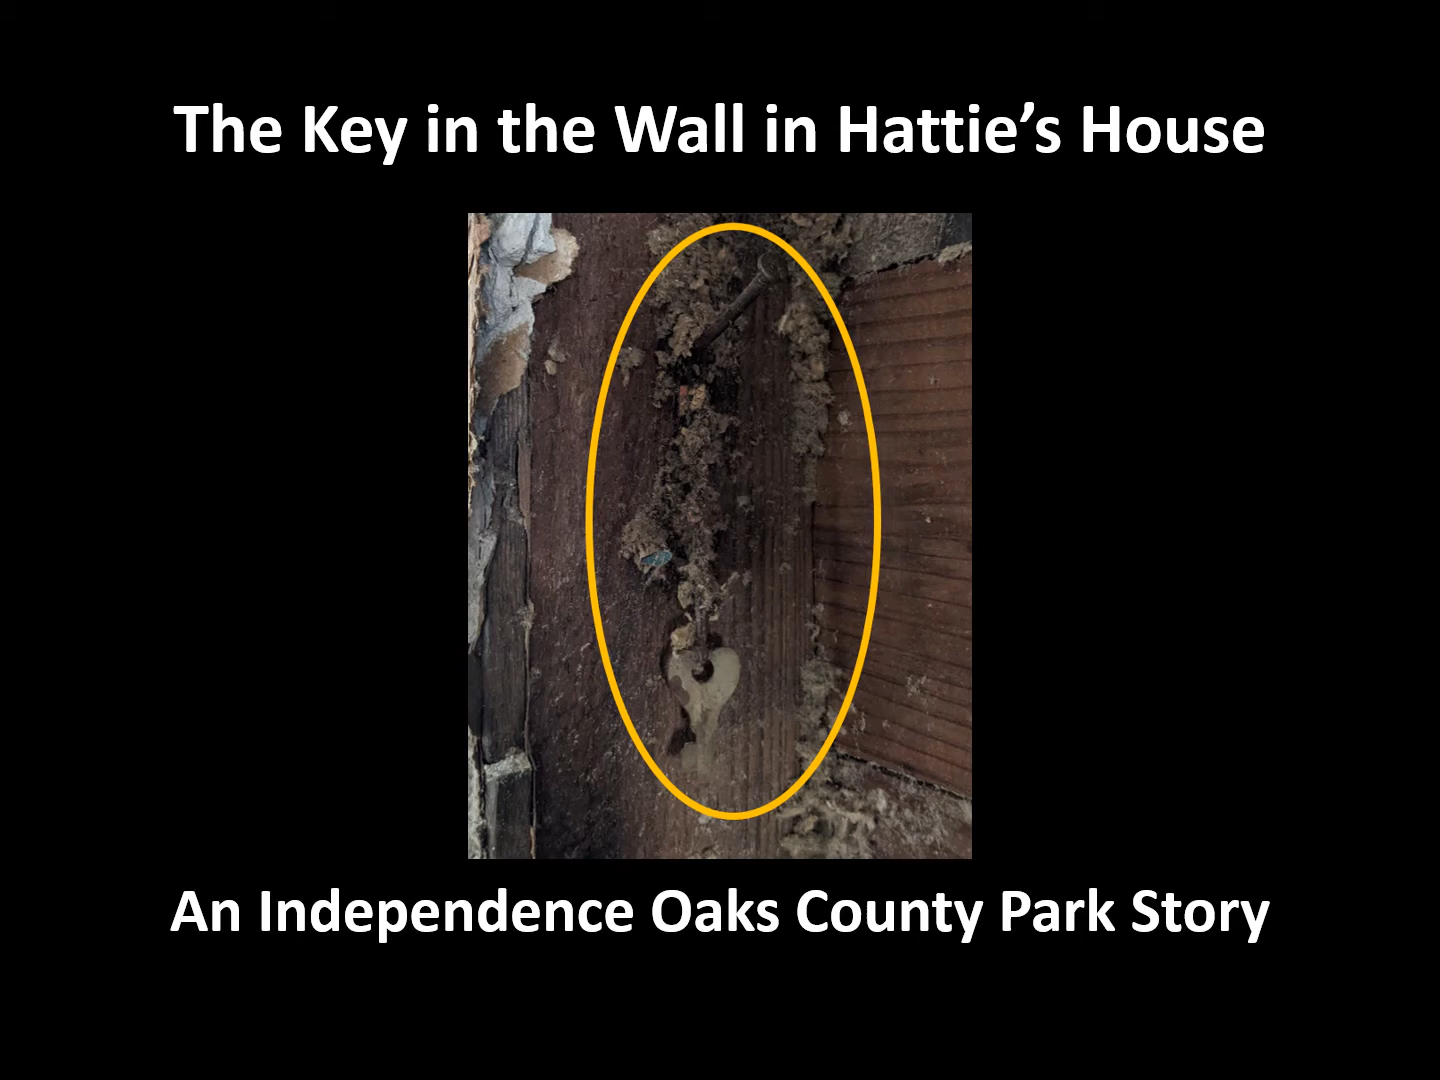 The Key in the Wall in Hattie’s House
An Independence Oaks County Park Story